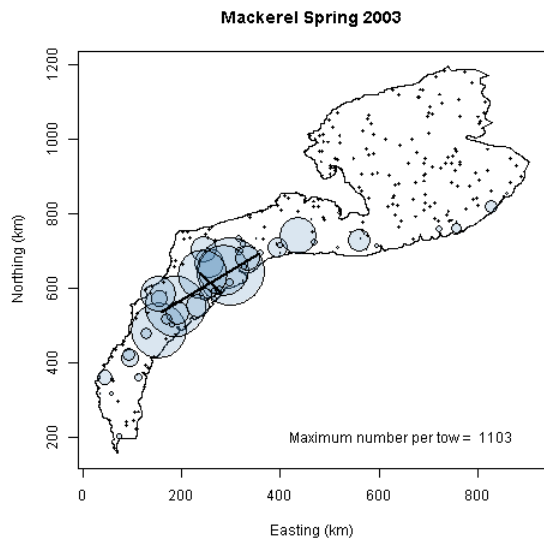 Mackerel Spring 2003
1200
1000
800
600
400
200
Northing (km)
Maximum number per tow = 1103
0 200 400 600 800
Easting (km)